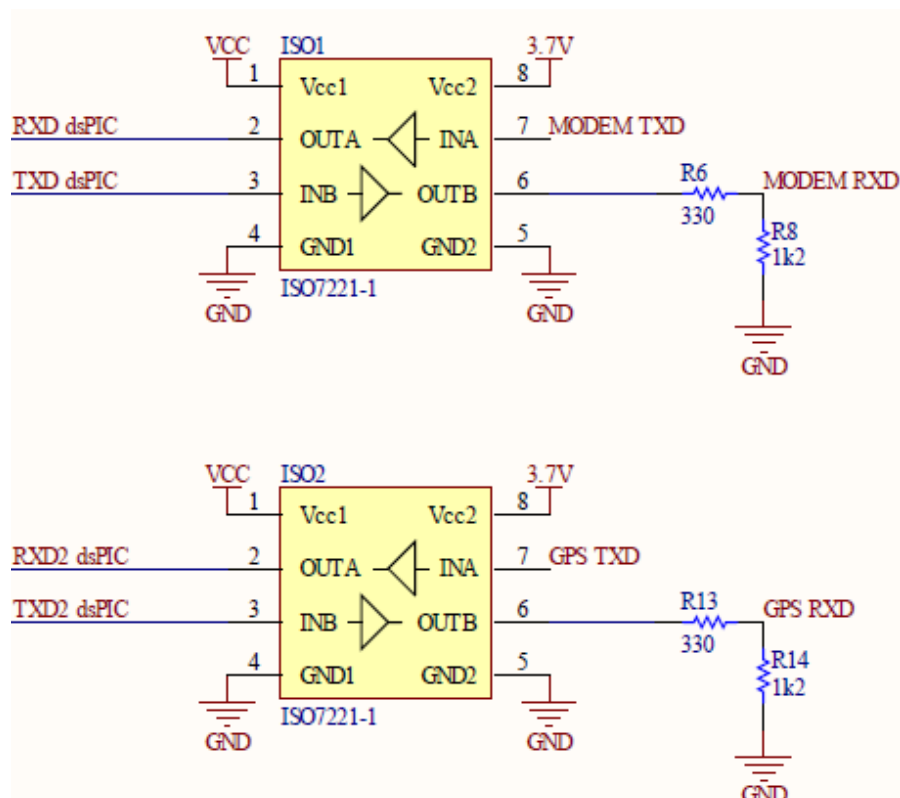 VCC ISO1 3.7V
1 Vcc1 Vcc2 8
RXD dsPIC 2 OUTA INA 7 MODEM TXD
TXD dsPIC 3 INB OUTB 6 R6 MODEM RXD
330
4 GND1 GND2 5 R8
1k2
ISO7221-1
GND GND
GND
VCC ISO2 3.7V
1 Vcc1 Vcc2 8
RXD2 dsPIC 2 OUTA INA 7 GPS TXD
TXD2 dsPIC 3 INB OUTB 6 R13 GPS RXD
330
4 GND1 GND2 5 R14
1k2
ISO7221-1
GND GND
GND